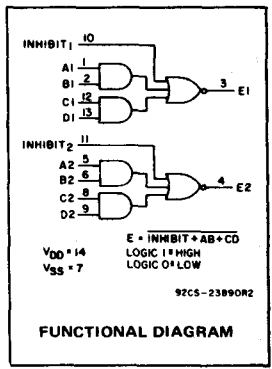 INHIBIT1 10
A1 1
B1 2
C1 12
D1 13
3 E1
INHIBIT2 11
A2 5
B2 6
C2 8
D2 9
4 E2
E = INHIBIT + AB + CD
VDD = 14 LOGIC 1 = HIGH
VSS = 7 LOGIC 0 = LOW
92CS-23890R2
FUNCTIONAL DIAGRAM